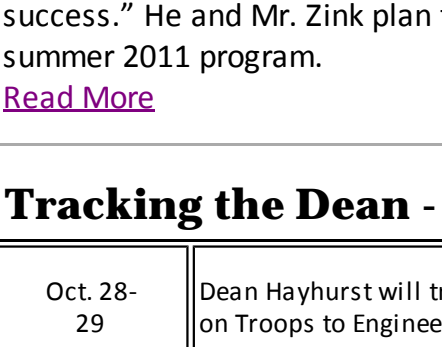 success.” He and Mr. Zink plan
summer 2011 program.
Read More
Tracking the Dean -
Oct. 28-
29
Dean Hayhurst will
on Troops to